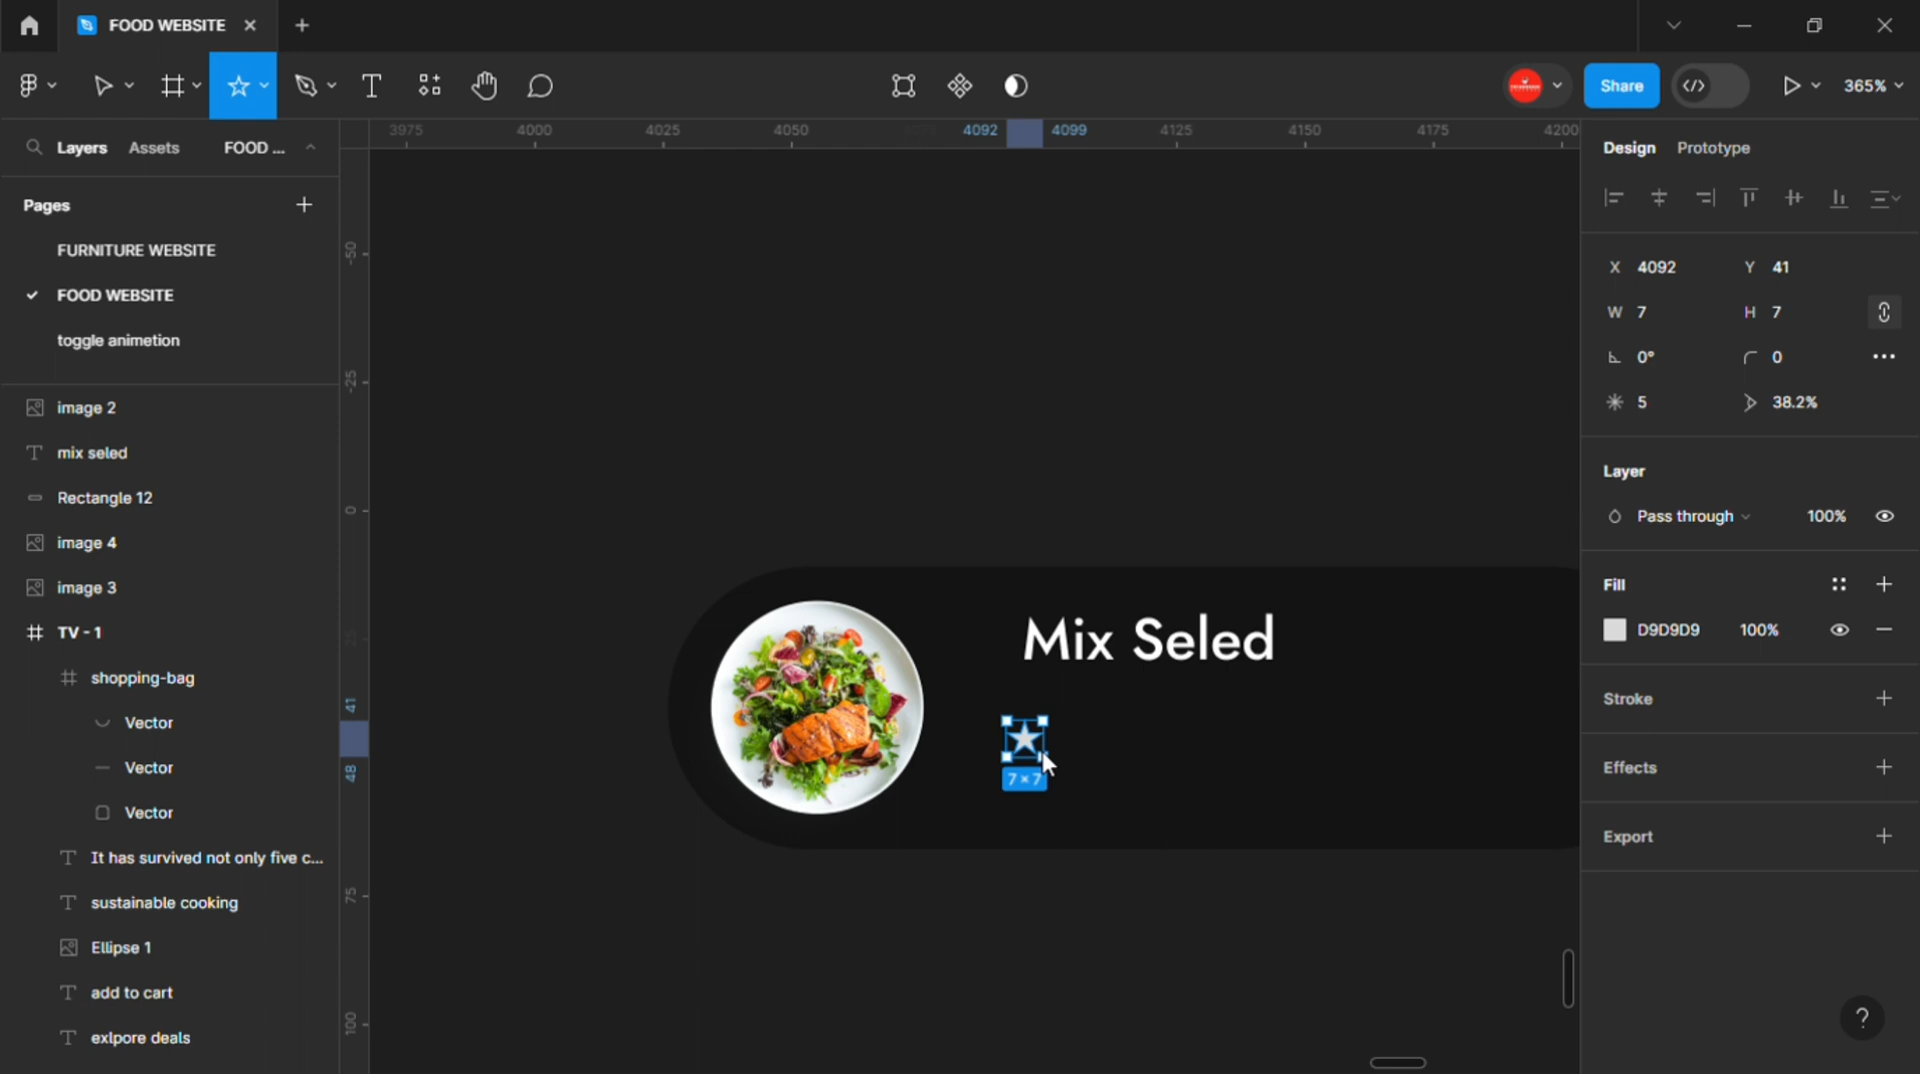 FOOD WEBSITE
Share
365%
Layers
Assets
FOOD ...
3975
4000
4025
4050
4092
4099
4125
4150
4175
4200
Design
Prototype
Pages
FURNITURE WEBSITE
FOOD WEBSITE
toggle animetion
-50
-25
0
41
48
75
100
X 4092
Y 41
W 7
H 7
0°
0
5
38.2%
image 2
mix seled
Rectangle 12
image 4
image 3
TV - 1
shopping-bag
Vector
Vector
Vector
It has survived not only five c...
sustainable cooking
Ellipse 1
add to cart
exlpore deals
Mix Seled
7 × 7
Layer
Pass through
100%
Fill
D9D9D9
100%
Stroke
Effects
Export
?